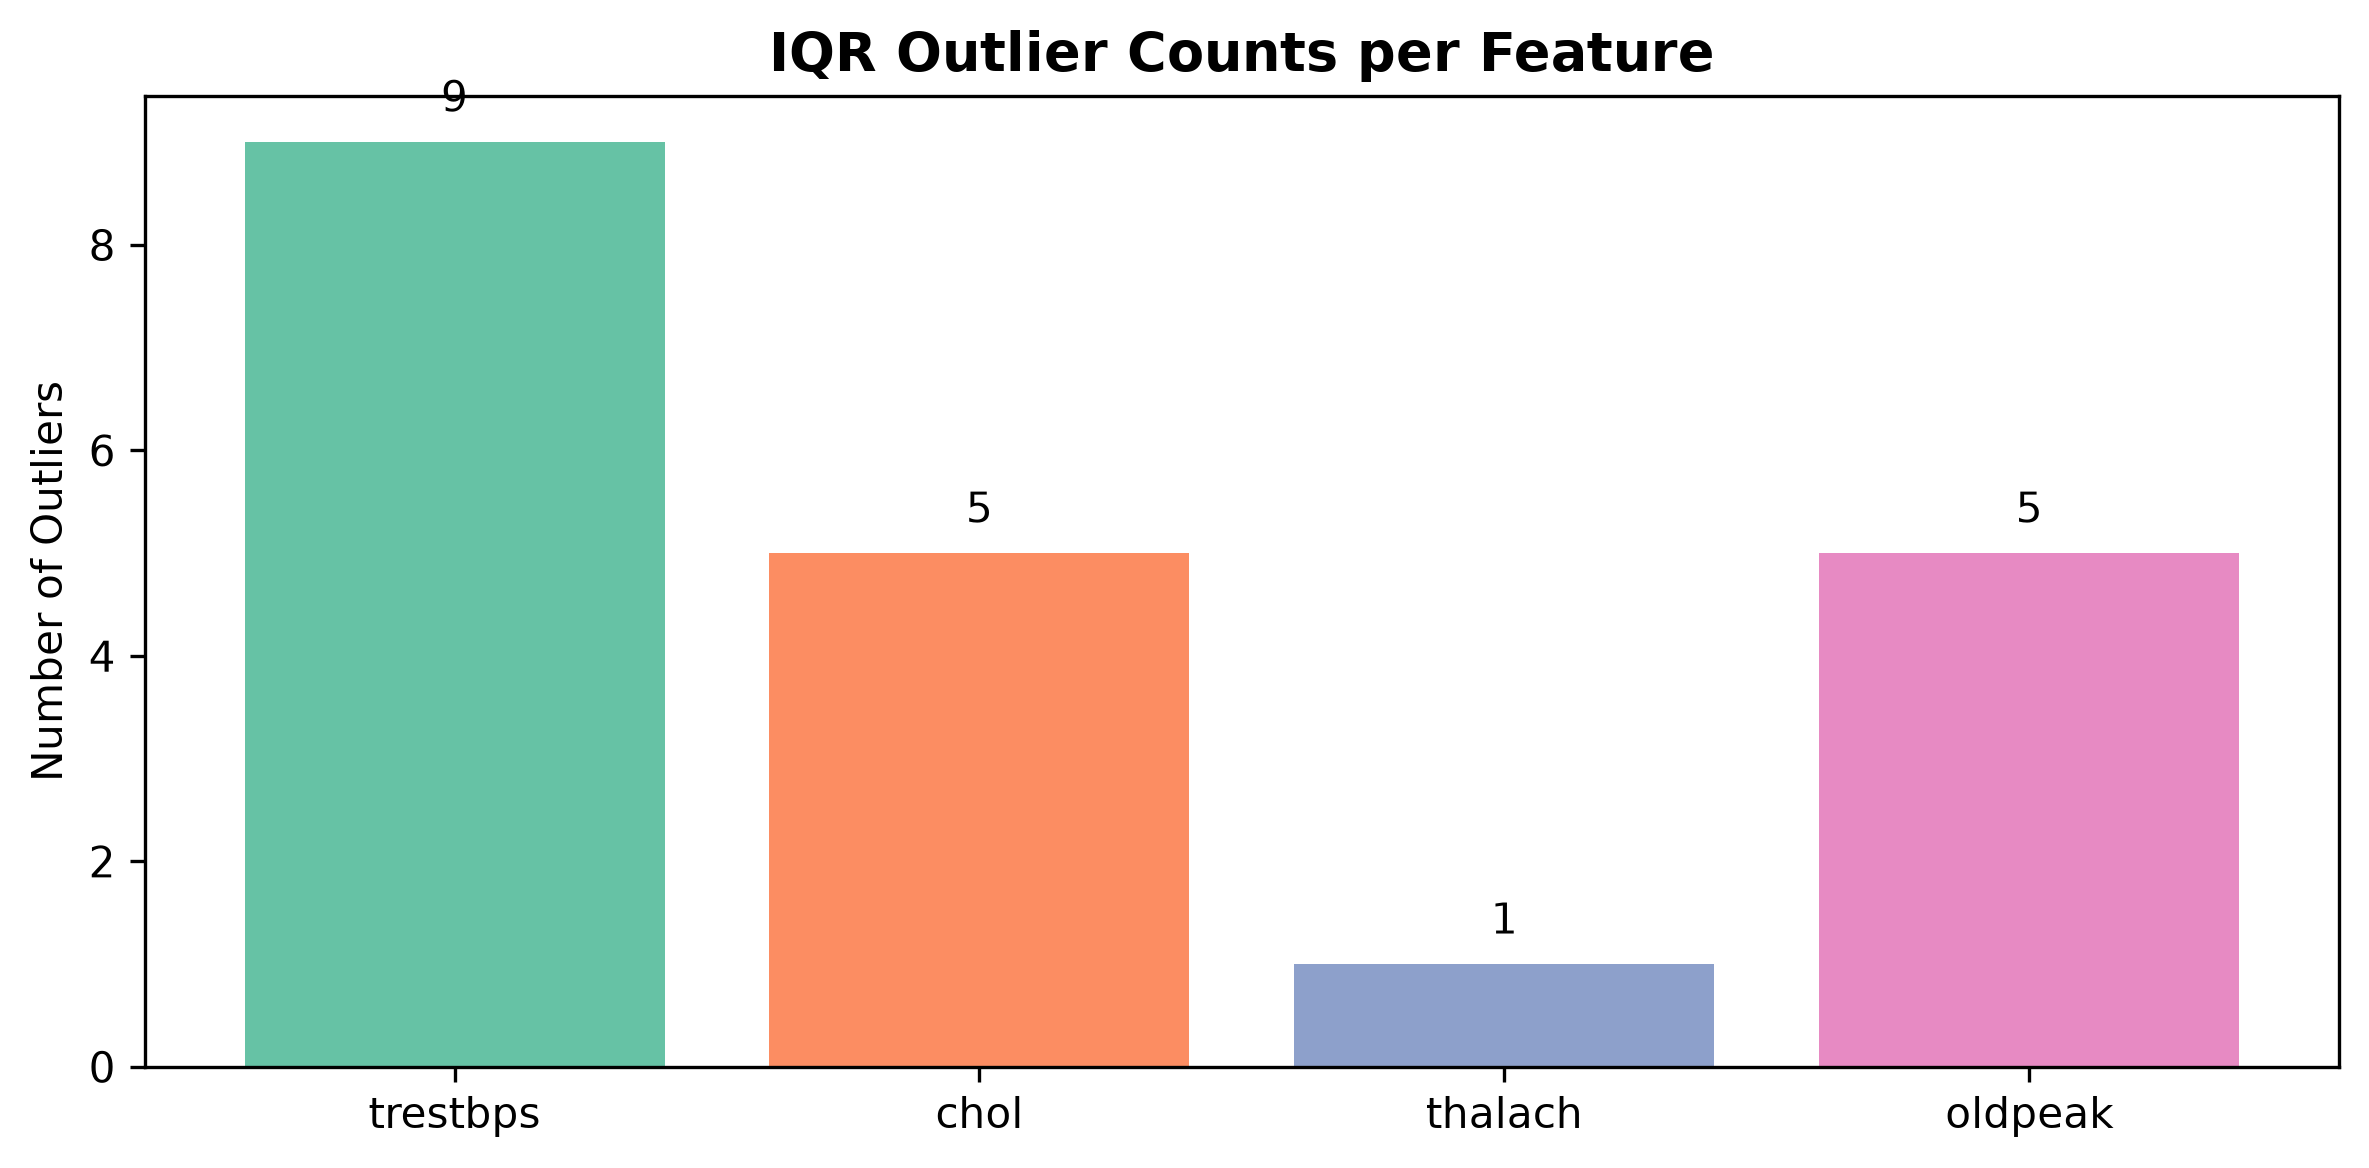 IQR Outlier Counts per Feature
9
8
6
5
5
4
2
1
0
Number of Outliers
trestbps
chol
thalach
oldpeak